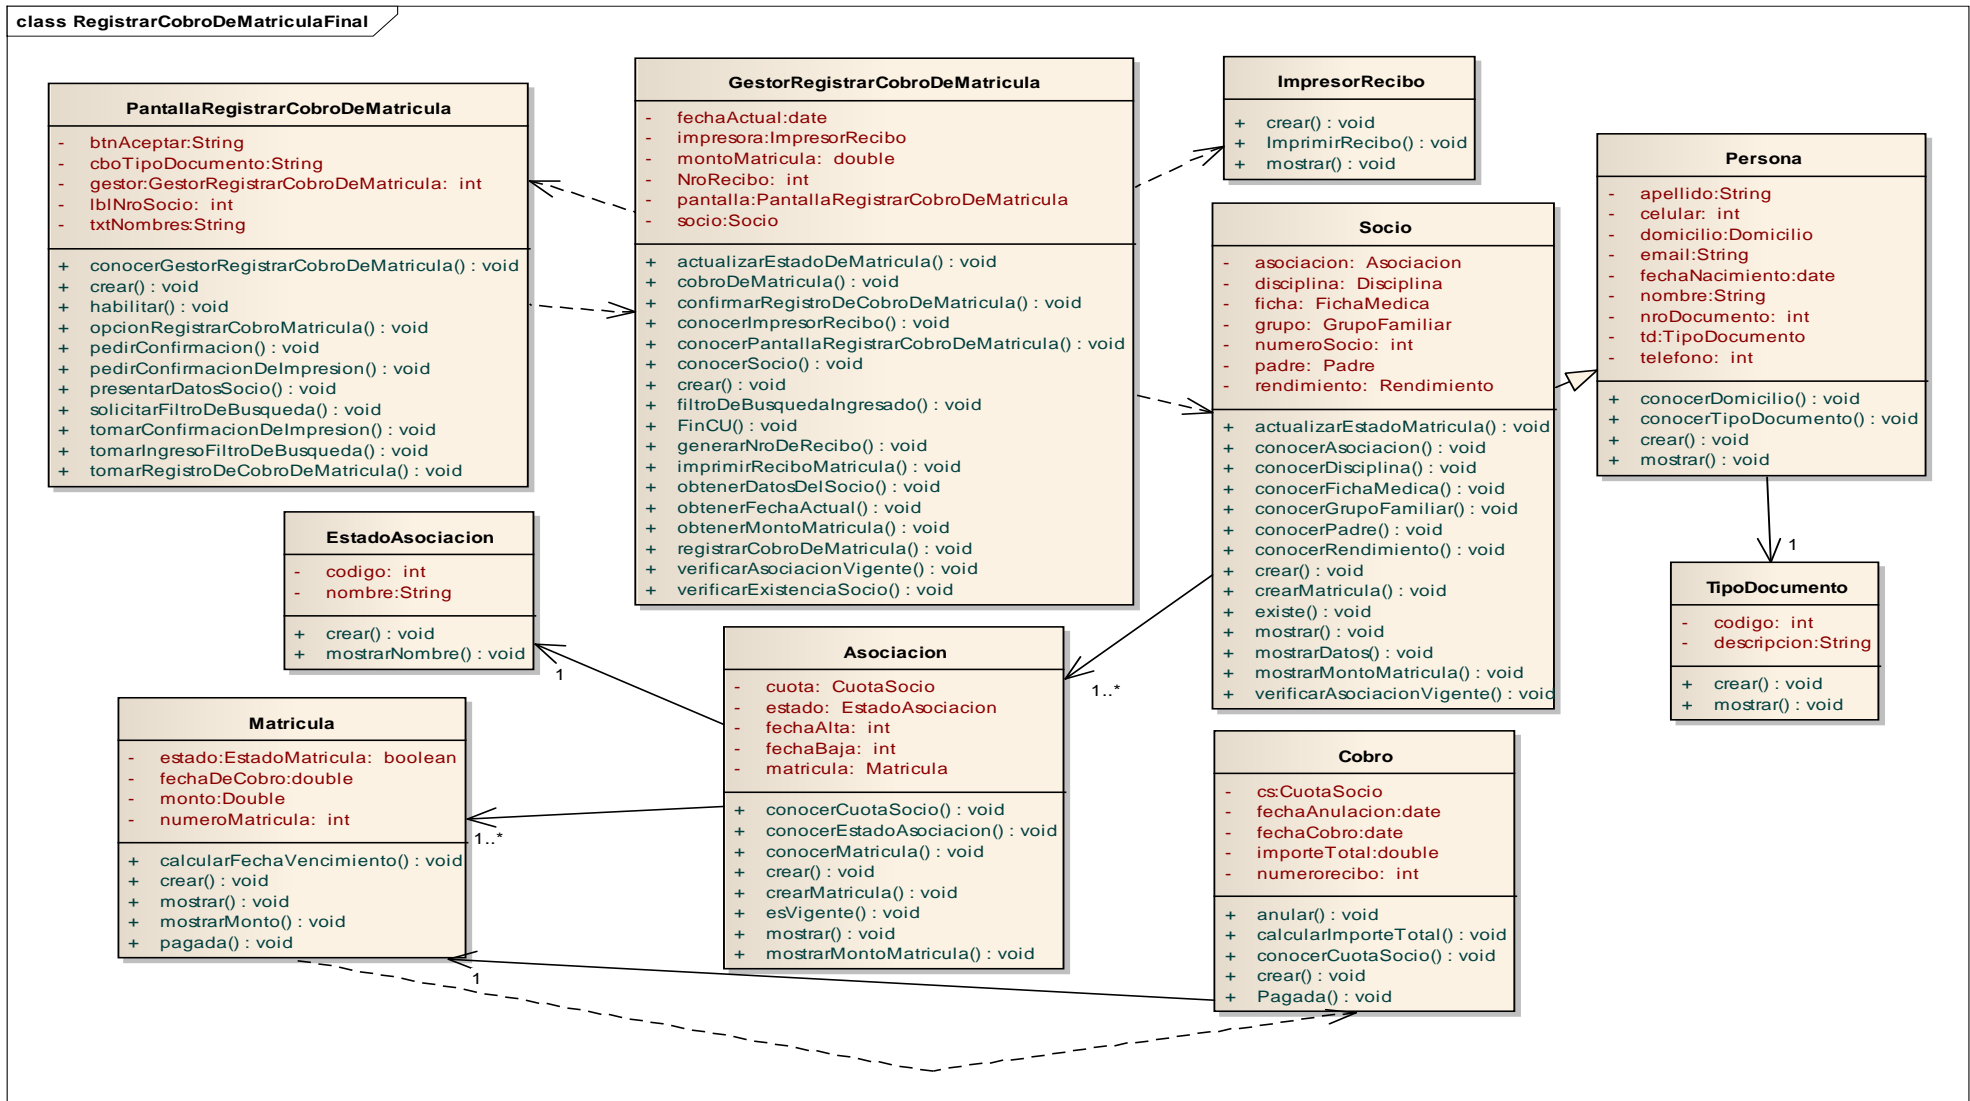 class RegistrarCobroDeMatriculaFinal
PantallaRegistrarCobroDeMatricula
- btnAceptar:String
- cboTipoDocumento:String
- gestor:GestorRegistrarCobroDeMatricula: int
- lblNroSocio: int
- txtNombres:String
+ conocerGestorRegistrarCobroDeMatricula() : void
+ crear() : void
+ habilitar() : void
+ opcionRegistrarCobroMatricula() : void
+ pedirConfirmacion() : void
+ pedirConfirmacionDeImpresion() : void
+ presentarDatosSocio() : void
+ solicitarFiltroDeBusqueda() : void
+ tomarConfirmacionDeImpresion() : void
+ tomarIngresoFiltroDeBusqueda() : void
+ tomarRegistroDeCobroDeMatricula() : void
GestorRegistrarCobroDeMatricula
- fechaActual:date
- impresora:ImpresorRecibo
- montoMatricula: double
- NroRecibo: int
- pantalla:PantallaRegistrarCobroDeMatricula
- socio:Socio
+ actualizarEstadoDeMatricula() : void
+ cobroDeMatricula() : void
+ confirmarRegistroDeCobroDeMatricula() : void
+ conocerImpresorRecibo() : void
+ conocerPantallaRegistrarCobroDeMatricula() : void
+ conocerSocio() : void
+ crear() : void
+ filtroDeBusquedaIngresado() : void
+ FinCU() : void
+ generarNroDeRecibo() : void
+ imprimirReciboMatricula() : void
+ obtenerDatosDelSocio() : void
+ obtenerFechaActual() : void
+ obtenerMontoMatricula() : void
+ registrarCobroDeMatricula() : void
+ verificarAsociacionVigente() : void
+ verificarExistenciaSocio() : void
ImpresorRecibo
+ crear() : void
+ ImprimirRecibo() : void
+ mostrar() : void
Persona
- apellido:String
- celular: int
- domicilio:Domicilio
- email:String
- fechaNacimiento:date
- nombre:String
- nroDocumento: int
- td:TipoDocumento
- telefono: int
+ conocerDomicilio() : void
+ conocerTipoDocumento() : void
+ crear() : void
+ mostrar() : void
Socio
- asociacion: Asociacion
- disciplina: Disciplina
- ficha: FichaMedica
- grupo: GrupoFamiliar
- numeroSocio: int
- padre: Padre
- rendimiento: Rendimiento
+ actualizarEstadoMatricula() : void
+ conocerAsociacion() : void
+ conocerDisciplina() : void
+ conocerFichaMedica() : void
+ conocerGrupoFamiliar() : void
+ conocerPadre() : void
+ conocerRendimiento() : void
+ crear() : void
+ crearMatricula() : void
+ existe() : void
+ mostrar() : void
+ mostrarDatos() : void
+ mostrarMontoMatricula() : void
+ verificarAsociacionVigente() : void
1
TipoDocumento
- codigo: int
- descripcion:String
+ crear() : void
+ mostrar() : void
EstadoAsociacion
- codigo: int
- nombre:String
+ crear() : void
+ mostrarNombre() : void
1
1..*
Asociacion
- cuota: CuotaSocio
- estado: EstadoAsociacion
- fechaAlta: int
- fechaBaja: int
- matricula: Matricula
+ conocerCuotaSocio() : void
+ conocerEstadoAsociacion() : void
+ conocerMatricula() : void
+ crear() : void
+ crearMatricula() : void
+ esVigente() : void
+ mostrar() : void
+ mostrarMontoMatricula() : void
Matricula
- estado:EstadoMatricula: boolean
- fechaDeCobro:double
- monto:Double
- numeroMatricula: int
+ calcularFechaVencimiento() : void
+ crear() : void
+ mostrar() : void
+ mostrarMonto() : void
+ pagada() : void
1..*
1
Cobro
- cs:CuotaSocio
- fechaAnulacion:date
- fechaCobro:date
- importeTotal:double
- numerorecibo: int
+ anular() : void
+ calcularImporteTotal() : void
+ conocerCuotaSocio() : void
+ crear() : void
+ Pagada() : void